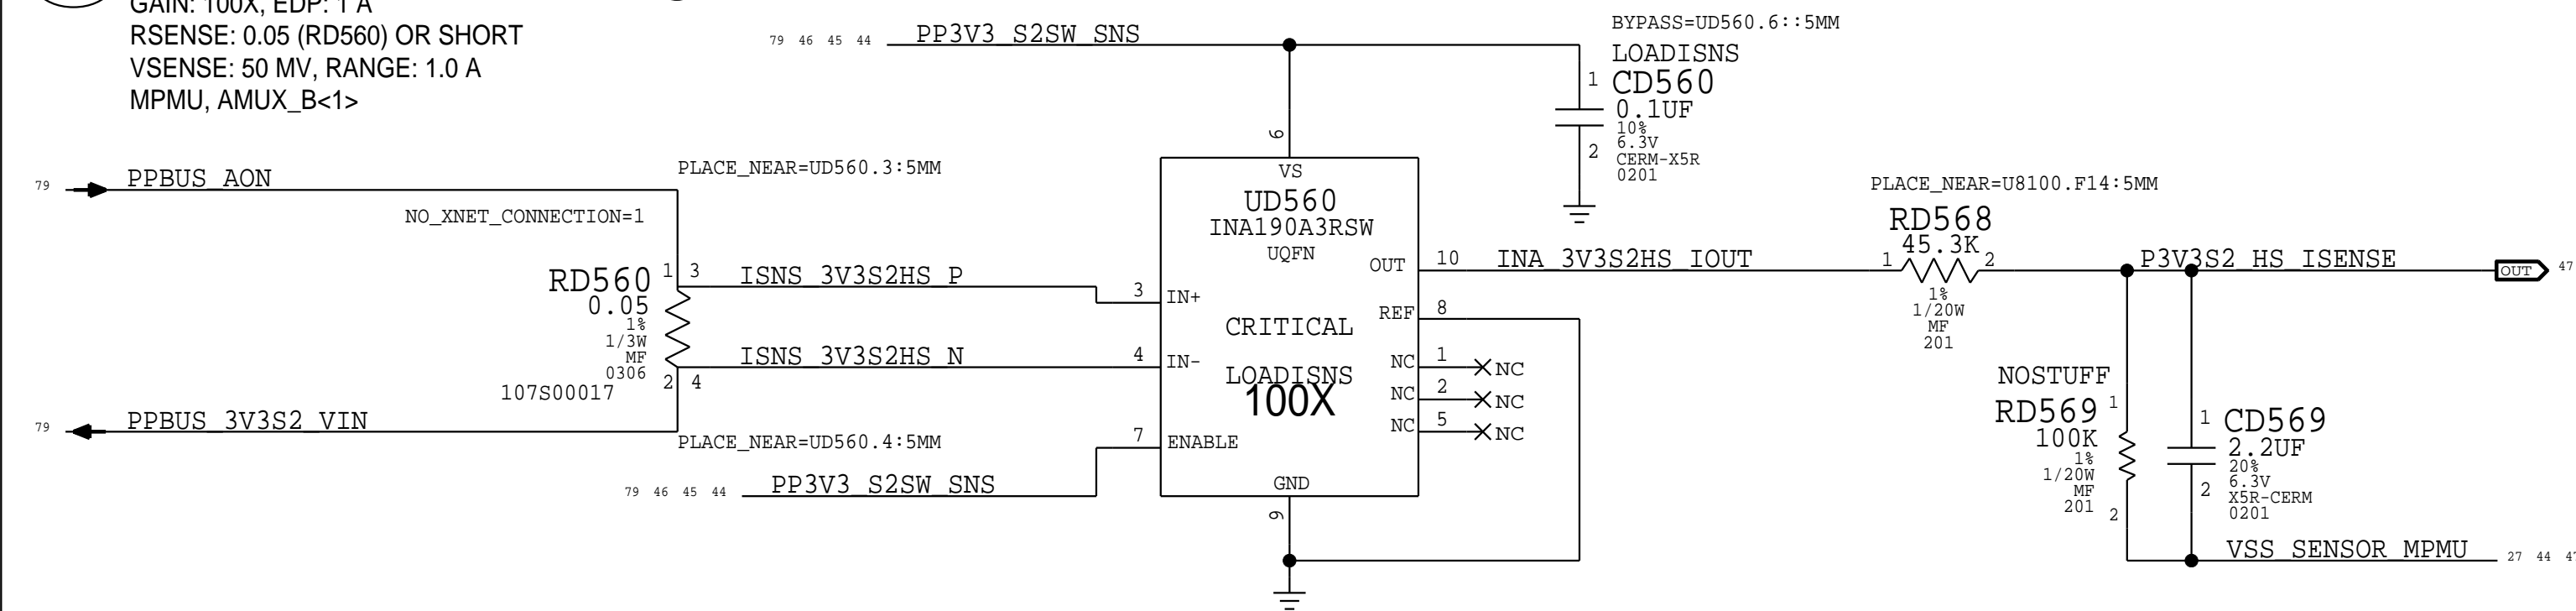 GAIN: 100X, EDP: 1 A
RSENSE: 0.05 (RD560) OR SHORT
VSENSE: 50 MV, RANGE: 1.0 A
MPMU, AMUX_B<1>
79 46 45 44 PP3V3_S2SW_SNS
BYPASS=UD560.6::5MM
LOADISNS
1 CD560
0.1UF
10%
6.3V
2 CERM-X5R
0201
6
79 PPBUS_AON
PLACE_NEAR=UD560.3:5MM
NO_XNET_CONNECTION=1
VS
UD560
INA190A3RSW
UQFN
PLACE_NEAR=U8100.F14:5MM
RD568
45.3K
1 2
1%
1/20W
MF
201
RD560 1 3 ISNS_3V3S2HS_P
0.05
1%
1/3W
MF
0306
107S00017
2 4 ISNS_3V3S2HS_N
3 IN+
4 IN-
OUT 10 INA_3V3S2HS_IOUT
REF 8
CRITICAL
LOADISNS
100X
NC 1 NC
NC 2 NC
NC 5 NC
P3V3S2_HS_ISENSE OUT 47
NOSTUFF
RD569 1
100K
1%
1/20W
MF
201 2
1 CD569
2.2UF
20%
6.3V
2 X5R-CERM
0201
79 PPBUS_3V3S2_VIN
PLACE_NEAR=UD560.4:5MM
7 ENABLE
79 46 45 44 PP3V3_S2SW_SNS
GND
9
VSS_SENSOR_MPMU 27 44